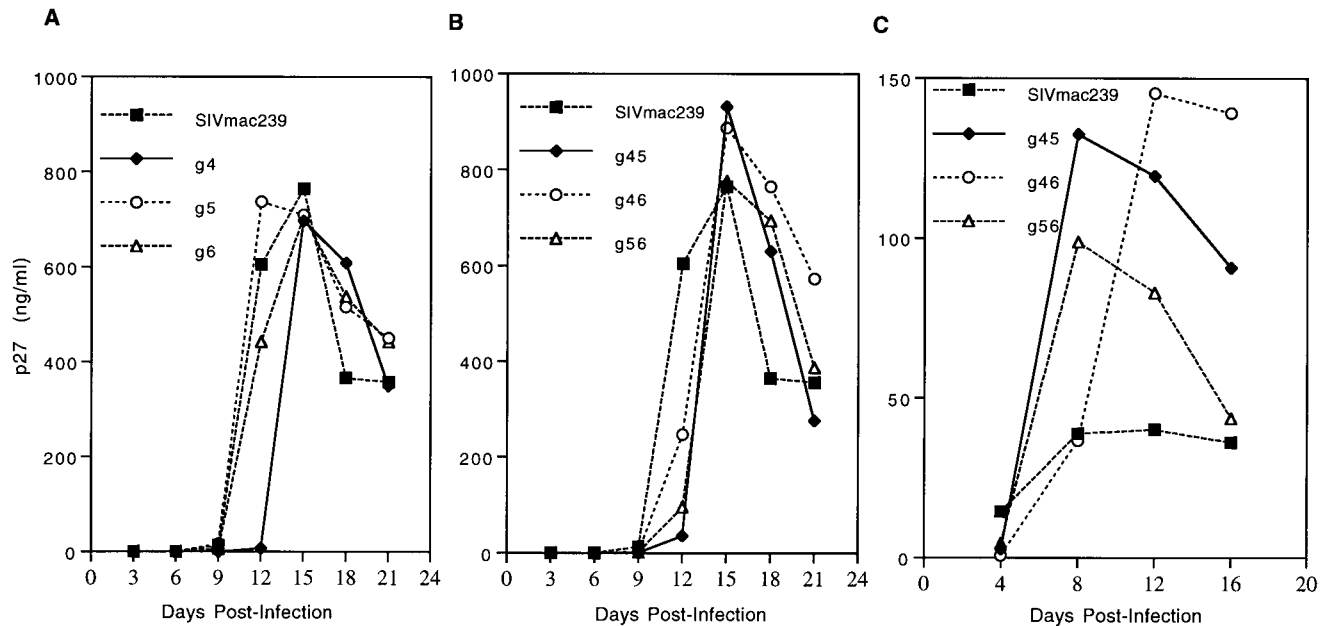 A
1000
800
600
400
200
0
0 3 6 9 12 15 18 21 24
p27 (ng/ml)
Days Post-Infection
SIVmac239
g4
g5
g6
B
1000
800
600
400
200
0
0 3 6 9 12 15 18 21 24
Days Post-Infection
SIVmac239
g45
g46
g56
C
150
100
50
0
0 4 8 12 16 20
Days Post-Infection
SIVmac239
g45
g46
g56